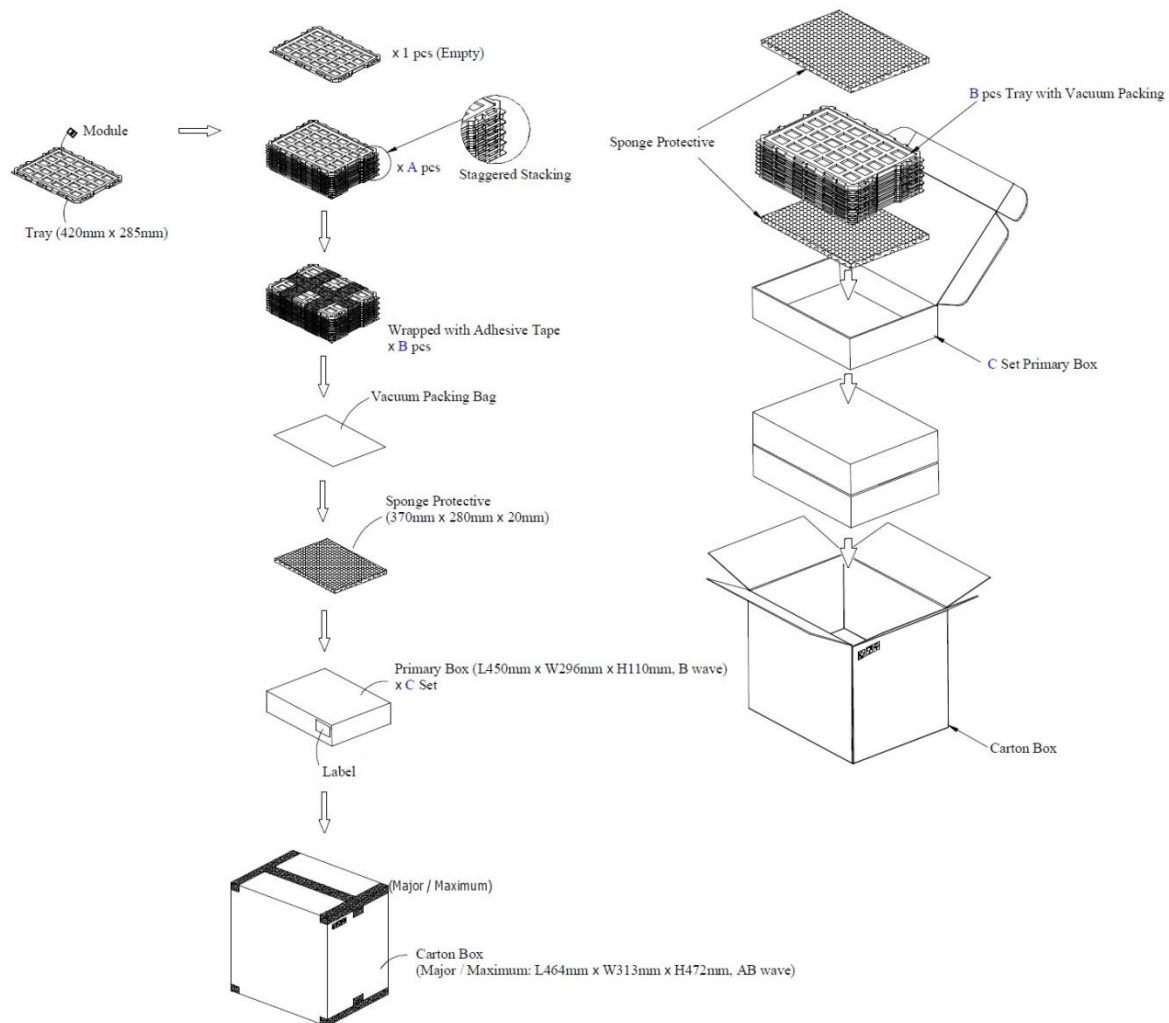 x 1 pcs (Empty)
Module
x A pcs
Staggered Stacking
Tray (420mm x 285mm)
Wrapped with Adhesive Tape
x B pcs
Vacuum Packing Bag
Sponge Protective
(370mm x 280mm x 20mm)
Primary Box (L450mm x W296mm x H110mm, B wave)
x C Set
Label
(Major / Maximum)
Carton Box
(Major / Maximum: L464mm x W313mm x H472mm, AB wave)
B pcs Tray with Vacuum Packing
Sponge Protective
C Set Primary Box
Carton Box